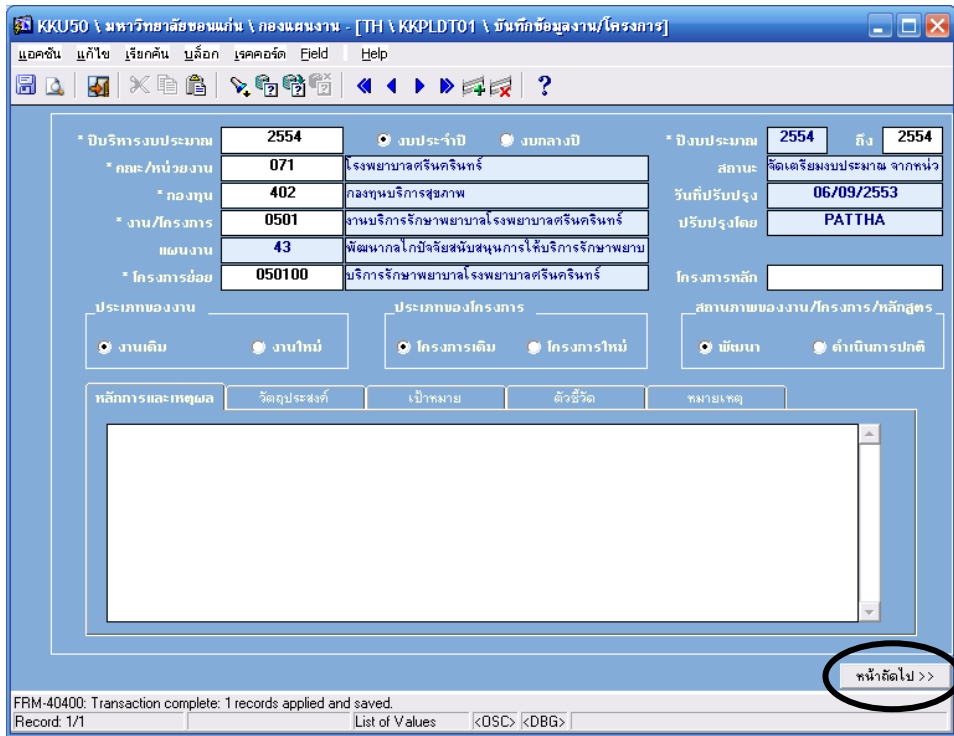 KKU50 \ มหาวิทยาลัยขอนแก่น \ กองแผนงาน - [TH \ KKPLDT01 \ บันทึกข้อมูลงาน/โครงการ]
แอคชัน แก้ไข เรียกค้น บล็อก เรคคอร์ด Field Help
* ปีบริหารงบประมาณ 2554 งบประจำปี งบกลางปี * ปีงบประมาณ 2554 ถึง 2554
* คณะ/หน่วยงาน 071 โรงพยาบาลศรีนครินทร์ สถานะ จัดเตรียมงบประมาณ จากหน่ว
* กองทุน 402 กองทุนบริการสุขภาพ วันที่ปรับปรุง 06/09/2553
* งาน/โครงการ 0501 งานบริการรักษาพยาบาลโรงพยาบาลศรีนครินทร์ ปรับปรุงโดย PATTHA
แผนงาน 43 พัฒนากลไกปัจจัยสนับสนุนการให้บริการรักษาพยาบ
* โครงการย่อย 050100 บริการรักษาพยาบาลโรงพยาบาลศรีนครินทร์ โครงการหลัก
ประเภทของงาน ประเภทของโครงการ สถานภาพของงาน/โครงการ/หลักสูตร
งานเดิม งานใหม่ โครงการเดิม โครงการใหม่ พัฒนา ดำเนินการปกติ
หลักการและเหตุผล วัตถุประสงค์ เป้าหมาย ตัวชี้วัด หมายเหตุ
หน้าถัดไป >>
FRM-40400: Transaction complete: 1 records applied and saved.
Record: 1/1 List of Values <OSC> <DBG>